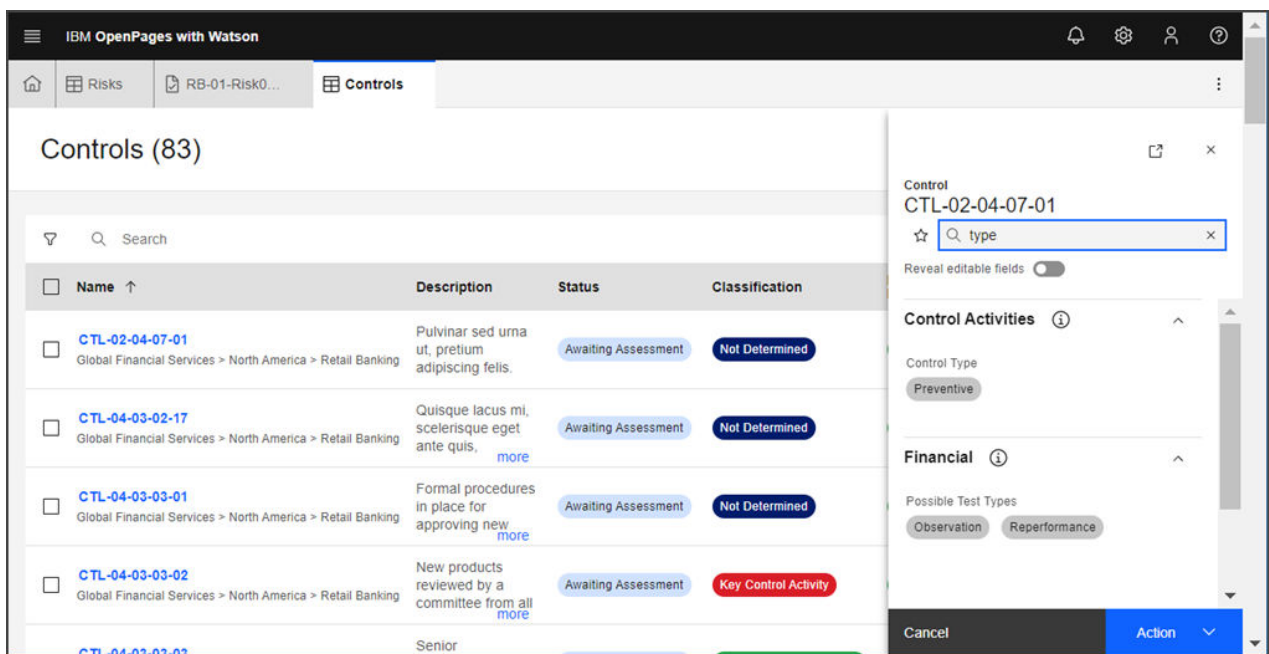 IBM OpenPages with Watson
Risks
RB-01-Risk0...
Controls
Controls (83)
Search
Name
Description
Status
Classification
CTL-02-04-07-01
Global Financial Services > North America > Retail Banking
Pulvinar sed urna
ut, pretium
adipiscing felis.
Awaiting Assessment
Not Determined
CTL-04-03-02-17
Global Financial Services > North America > Retail Banking
Quisque lacus mi,
scelerisque eget
ante quis,
more
Awaiting Assessment
Not Determined
CTL-04-03-03-01
Global Financial Services > North America > Retail Banking
Formal procedures
in place for
approving new
more
Awaiting Assessment
Not Determined
CTL-04-03-03-02
Global Financial Services > North America > Retail Banking
New products
reviewed by a
committee from all
more
Awaiting Assessment
Key Control Activity
CTL-04-03-03-03
Senior
Control
CTL-02-04-07-01
type
Reveal editable fields
Control Activities
Control Type
Preventive
Financial
Possible Test Types
Observation
Reperformance
Cancel
Action